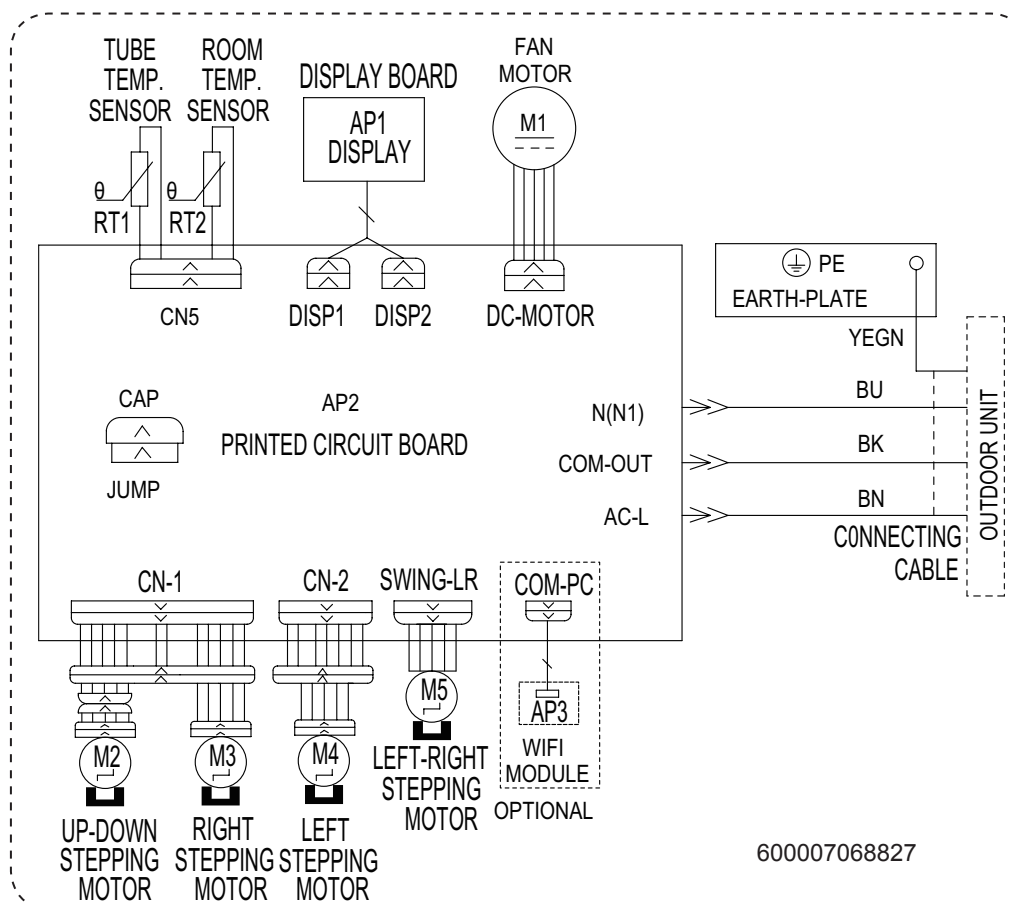 TUBE
TEMP.
SENSOR
ROOM
TEMP.
SENSOR
DISPLAY BOARD
AP1
DISPLAY
FAN
MOTOR
M1
θ
RT1
θ
RT2
CN5
DISP1
DISP2
DC-MOTOR
PE
EARTH-PLATE
YEGN
CAP
JUMP
AP2
PRINTED CIRCUIT BOARD
N(N1)
COM-OUT
AC-L
BU
BK
BN
C0NNECTING
CABLE
OUTDOOR UNIT
CN-1
CN-2
SWING-LR
COM-PC
M2
UP-DOWN
STEPPING
MOTOR
M3
RIGHT
STEPPING
MOTOR
M4
LEFT
STEPPING
MOTOR
M5
LEFT-RIGHT
STEPPING
MOTOR
AP3
WIFI
MODULE
OPTIONAL
600007068827